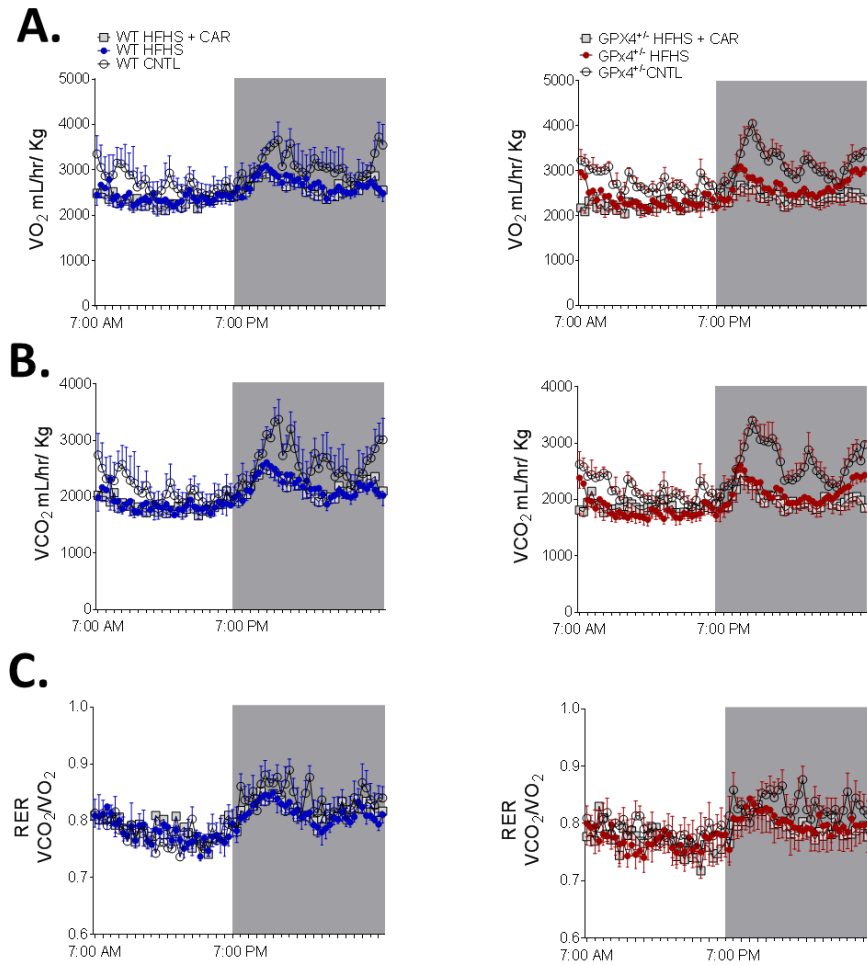 A.
WT HFHS + CAR
WT HFHS
WT CNTL
5000
4000
3000
2000
1000
0
VO2 mL/hr/ Kg
7:00 AM
7:00 PM
GPX4+/- HFHS + CAR
GPx4+/- HFHS
GPx4+/- CNTL
5000
4000
3000
2000
1000
0
VO2 mL/hr/ Kg
7:00 AM
7:00 PM
B.
4000
3000
2000
1000
0
VCO2 mL/hr/ Kg
7:00 AM
7:00 PM
4000
3000
2000
1000
0
VCO2 mL/hr/ Kg
7:00 AM
7:00 PM
C.
1.0
0.9
0.8
0.7
0.6
RER
VCO2/VO2
7:00 AM
7:00 PM
1.0
0.9
0.8
0.7
0.6
RER
VCO2/VO2
7:00 AM
7:00 PM